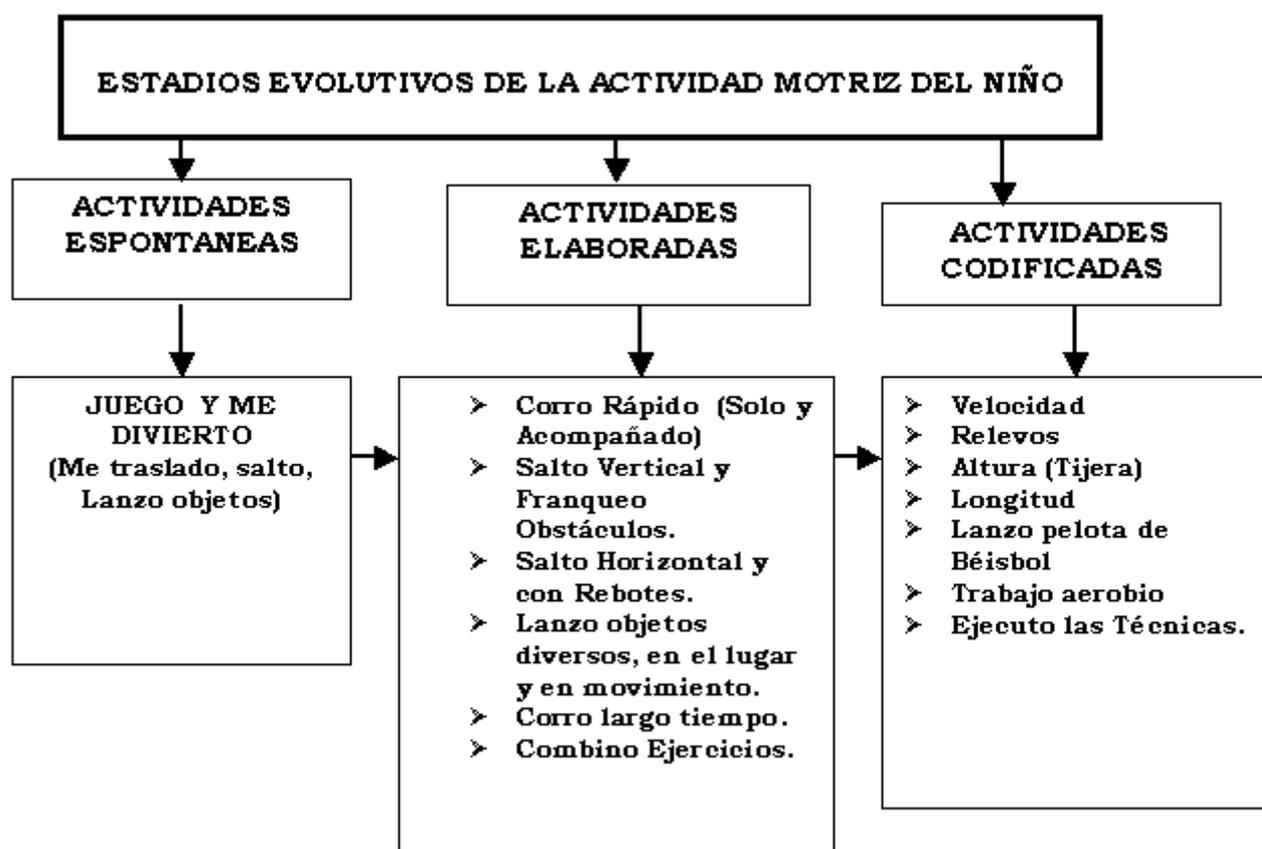 ESTADIOS EVOLUTIVOS DE LA ACTIVIDAD MOTRIZ DEL NIÑO
ACTIVIDADES
ESPONTANEAS
ACTIVIDADES
ELABORADAS
ACTIVIDADES
CODIFICADAS
JUEGO Y ME
DIVIERTO
(Me traslado, salto,
Lanzo objetos)
➢ Corro Rápido (Solo y
Acompañado)
➢ Salto Vertical y
Franqueo
Obstáculos.
➢ Salto Horizontal y
con Rebotes.
➢ Lanzo objetos
diversos, en el lugar
y en movimiento.
➢ Corro largo tiempo.
➢ Combino Ejercicios.
➢ Velocidad
➢ Relevos
➢ Altura (Tijera)
➢ Longitud
➢ Lanzo pelota de
Béisbol
➢ Trabajo aerobio
➢ Ejecuto las Técnicas.